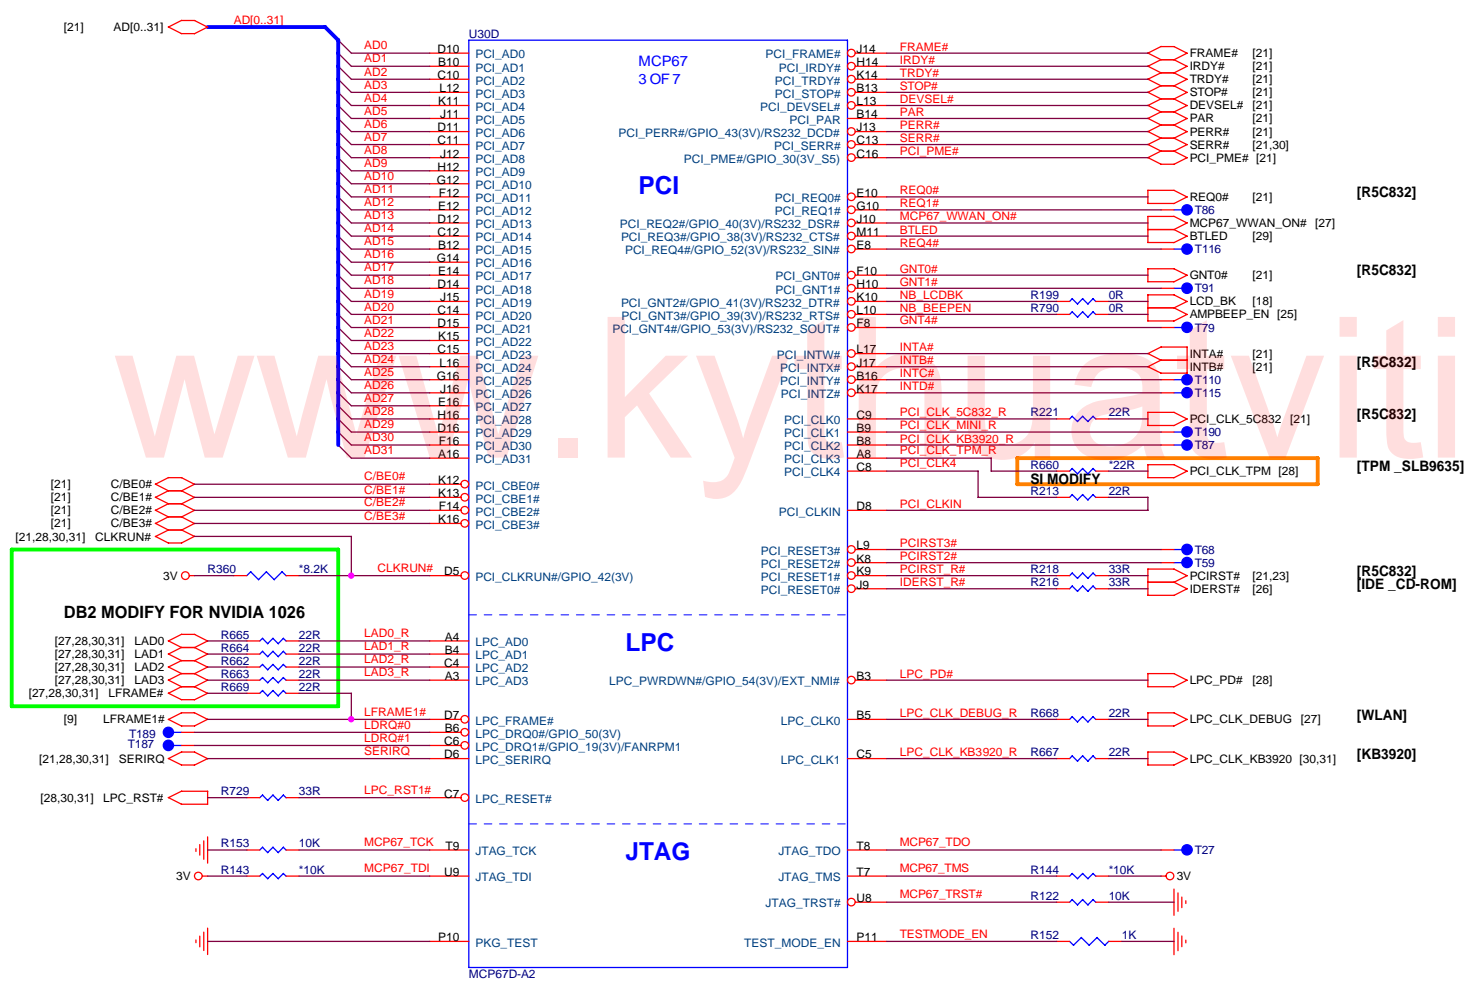 U30D
[21] AD[0..31] AD[0..31]
MCP67
3 OF 7
AD0 D10 PCI_AD0 PCI_FRAME# J14 FRAME# FRAME# [21]
AD1 B10 PCI_AD1 PCI_IRDY# H14 IRDY# IRDY# [21]
AD2 C10 PCI_AD2 PCI_TRDY# K14 TRDY# TRDY# [21]
AD3 L12 PCI_AD3 PCI_STOP# B13 STOP# STOP# [21]
AD4 K11 PCI_AD4 PCI_DEVSEL# L13 DEVSEL# DEVSEL# [21]
AD5 J11 PCI_AD5 PCI_PAR B14 PAR PAR [21]
AD6 D11 PCI_AD6 PCI_PERR#/GPIO_43(3V)/RS232_DCD# J13 PERR# PERR# [21]
AD7 C11 PCI_AD7 PCI_SERR# C13 SERR# SERR# [21,30]
AD8 J12 PCI_AD8 PCI_PME#/GPIO_30(3V_S5) C16 PCI_PME# PCI_PME# [21]
AD9 H12 PCI_AD9
AD10 G12 PCI_AD10
PCI
AD11 F12 PCI_AD11 PCI_REQ0# E10 REQ0# REQ0# [21] [R5C832]
AD12 E12 PCI_AD12 PCI_REQ1# G10 REQ1# T86
AD13 D12 PCI_AD13 PCI_REQ2#/GPIO_40(3V)/RS232_DSR# J10 MCP67_WWAN_ON# MCP67_WWAN_ON# [27]
AD14 C12 PCI_AD14 PCI_REQ3#/GPIO_38(3V)/RS232_CTS# M11 BTLED BTLED [29]
AD15 B12 PCI_AD15 PCI_REQ4#/GPIO_52(3V)/RS232_SIN# E8 REQ4# T116
AD16 G14 PCI_AD16
AD17 E14 PCI_AD17 PCI_GNT0# F10 GNT0# GNT0# [21] [R5C832]
AD18 D14 PCI_AD18 PCI_GNT1# H10 GNT1# T91
AD19 J15 PCI_AD19 PCI_GNT2#/GPIO_41(3V)/RS232_DTR# K10 NB_LCDBK R199 0R LCD_BK [18]
AD20 C14 PCI_AD20 PCI_GNT3#/GPIO_39(3V)/RS232_RTS# L10 NB_BEEPEN R790 0R AMPBEEP_EN [25]
AD21 D15 PCI_AD21 PCI_GNT4#/GPIO_53(3V)/RS232_SOUT# F8 GNT4# T79
AD22 K15 PCI_AD22
AD23 C15 PCI_AD23 PCI_INTW# L17 INTA# INTA# [21]
AD24 L16 PCI_AD24 PCI_INTX# J17 INTB# INTB# [21] [R5C832]
AD25 G16 PCI_AD25 PCI_INTY# B16 INTC# T110
AD26 J16 PCI_AD26 PCI_INTZ# K17 INTD# T115
AD27 E16 PCI_AD27
AD28 H16 PCI_AD28 PCI_CLK0 C9 PCI_CLK_5C832_R R221 22R PCI_CLK_5C832 [21] [R5C832]
AD29 D16 PCI_AD29 PCI_CLK1 B9 PCI_CLK_MINI_R T190
AD30 F16 PCI_AD30 PCI_CLK2 B8 PCI_CLK_KB3920_R T87
AD31 A16 PCI_AD31 PCI_CLK3 A8 PCI_CLK_TPM_R
PCI_CLK4 C8 PCI_CLK4 R660 *22R PCI_CLK_TPM [28] [TPM _SLB9635]
SI MODIFY
[21] C/BE0# C/BE0# K12 PCI_CBE0#
[21] C/BE1# C/BE1# K13 PCI_CBE1# R213 22R
[21] C/BE2# C/BE2# F14 PCI_CBE2# PCI_CLKIN D8 PCI_CLKIN
[21] C/BE3# C/BE3# K16 PCI_CBE3#
[21,28,30,31] CLKRUN#
PCI_RESET3# L9 PCIRST3# T68
PCI_RESET2# K8 PCIRST2# T59
3V R360 *8.2K CLKRUN# D5 PCI_CLKRUN#/GPIO_42(3V) PCI_RESET1# K9 PCIRST_R# R218 33R PCIRST# [21,23] [R5C832]
PCI_RESET0# J9 IDERST_R# R216 33R IDERST# [26] [IDE _CD-ROM]
DB2 MODIFY FOR NVIDIA 1026
LPC
[27,28,30,31] LAD0 R665 22R LAD0_R A4 LPC_AD0
[27,28,30,31] LAD1 R664 22R LAD1_R B4 LPC_AD1
[27,28,30,31] LAD2 R662 22R LAD2_R C4 LPC_AD2
[27,28,30,31] LAD3 R663 22R LAD3_R A3 LPC_AD3 LPC_PWRDWN#/GPIO_54(3V)/EXT_NMI# B3 LPC_PD# LPC_PD# [28]
[27,28,30,31] LFRAME# R669 22R
[9] LFRAME1# LFRAME1# D7 LPC_FRAME# LPC_CLK0 B5 LPC_CLK_DEBUG_R R668 22R LPC_CLK_DEBUG [27] [WLAN]
T189 LDRQ#0 B6 LPC_DRQ0#/GPIO_50(3V)
T187 LDRQ#1 C6 LPC_DRQ1#/GPIO_19(3V)/FANRPM1
[21,28,30,31] SERIRQ SERIRQ D6 LPC_SERIRQ LPC_CLK1 C5 LPC_CLK_KB3920_R R667 22R LPC_CLK_KB3920 [30,31] [KB3920]
[28,30,31] LPC_RST# R729 33R LPC_RST1# C7 LPC_RESET#
JTAG
R153 10K MCP67_TCK T9 JTAG_TCK JTAG_TDO T8 MCP67_TDO T27
3V R143 *10K MCP67_TDI U9 JTAG_TDI JTAG_TMS T7 MCP67_TMS R144 *10K 3V
JTAG_TRST# U8 MCP67_TRST# R122 10K
P10 PKG_TEST TEST_MODE_EN P11 TESTMODE_EN R152 1K
MCP67D-A2
www.kythuatviti